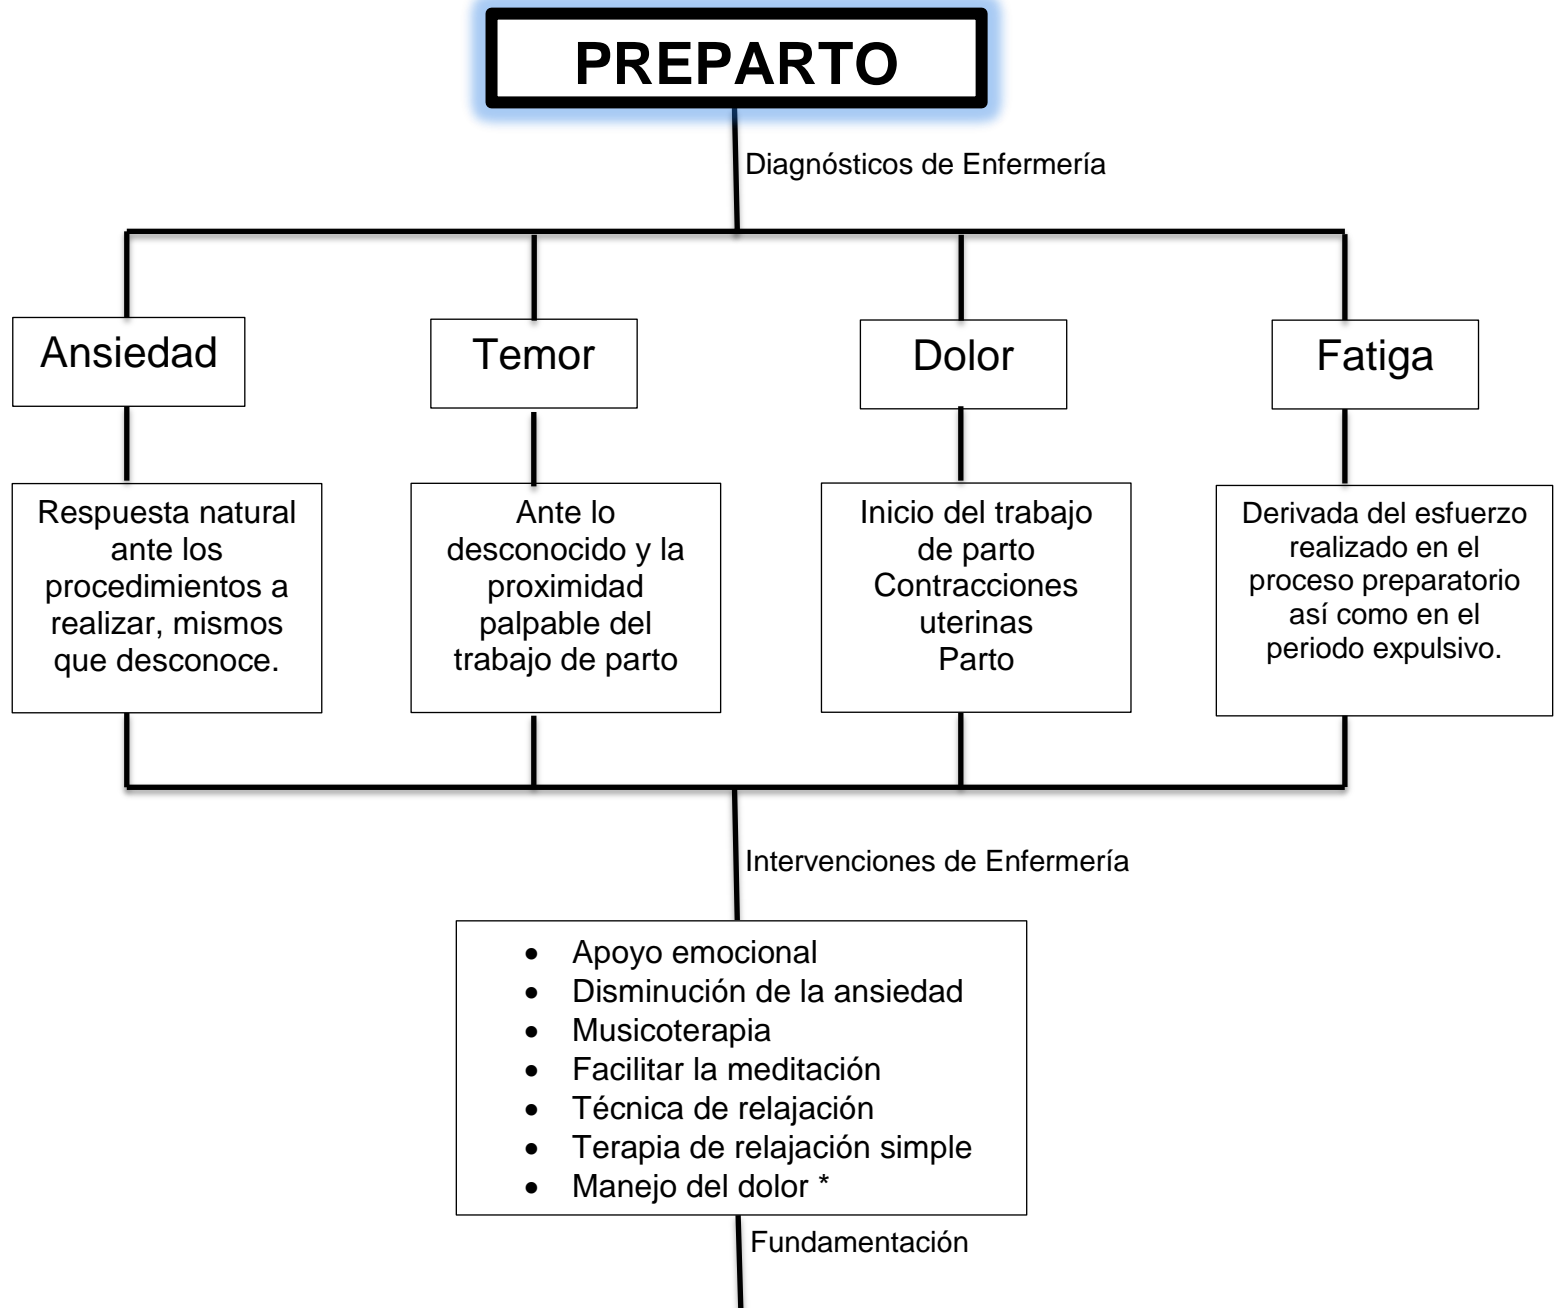 PREPARTO
Diagnósticos de Enfermería
Ansiedad
Temor
Dolor
Fatiga
Respuesta natural
ante los
procedimientos a
realizar, mismos
que desconoce.
Ante lo
desconocido y la
proximidad
palpable del
trabajo de parto
Inicio del trabajo
de parto
Contracciones
uterinas
Parto
Derivada del esfuerzo
realizado en el
proceso preparatorio
así como en el
periodo expulsivo.
Intervenciones de Enfermería
• Apoyo emocional
• Disminución de la ansiedad
• Musicoterapia
• Facilitar la meditación
• Técnica de relajación
• Terapia de relajación simple
• Manejo del dolor *
Fundamentación